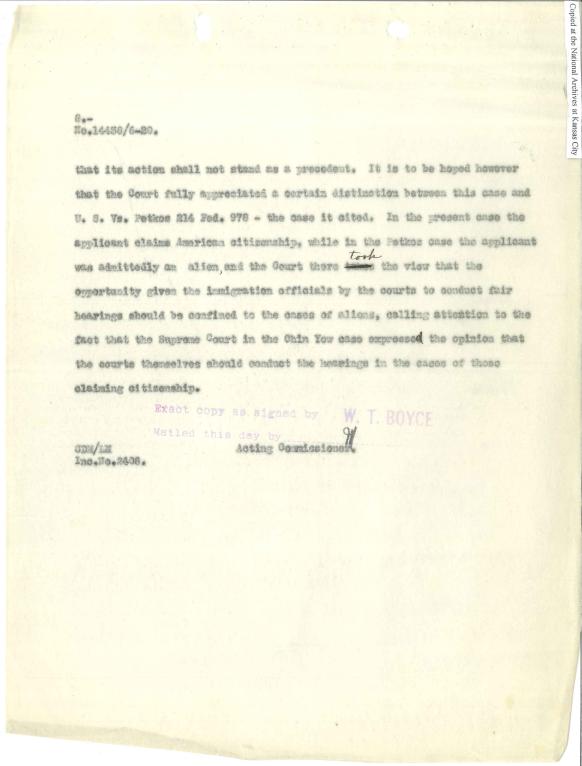 Copied at the National Archives at Kansas City
2.-
No.14430/6-20.
that its action shall not stand as a precedent. It is to be hoped however
that the Court fully appreciated a certain distinction between this case and
U. S. Vs. Petkos 214 Fed. 978 - the case it cited. In the present case the
applicant claims American citizenship, while in the Petkos case the applicant
was admittedly an alien, and the Court there took the view that the
opportunity given the immigration officials by the courts to conduct fair
hearings should be confined to the cases of aliens, calling attention to the
fact that the Supreme Court in the Chin Yow case expressed the opinion that
the courts themselves should conduct the hearings in the cases of those
claiming citizenship.
Exact copy as signed by W. T. BOYCE
Mailed this day by
Acting Commissioner.
Inc.No.2406.